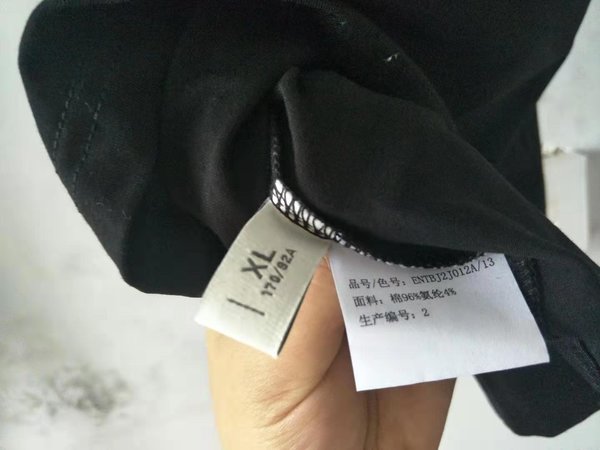 XL
170/92A
品号/色号: ENTBJ2J012A/13
面料: 棉96%氨纶4%
生产编号: 2